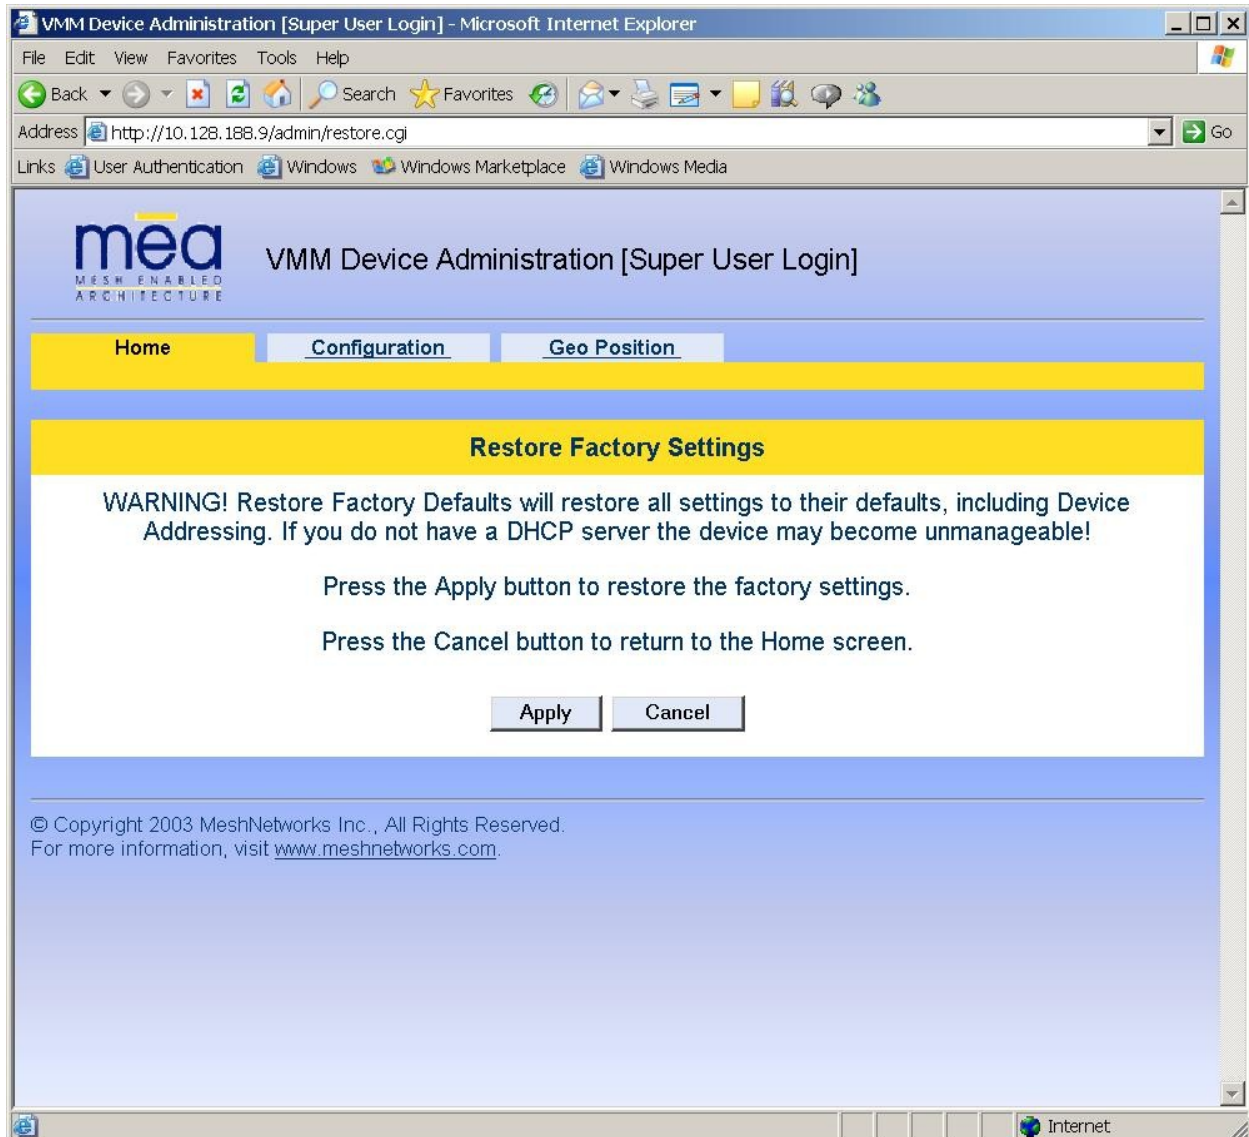 VMM Device Administration [Super User Login] - Microsoft Internet Explorer
File Edit View Favorites Tools Help
Back Search Favorites
Address http://10.128.188.9/admin/restore.cgi Go
Links User Authentication Windows Windows Marketplace Windows Media
mea
MESH ENABLED
ARCHITECTURE
VMM Device Administration [Super User Login]
Home Configuration Geo Position
Restore Factory Settings
WARNING! Restore Factory Defaults will restore all settings to their defaults, including Device
Addressing. If you do not have a DHCP server the device may become unmanageable!
Press the Apply button to restore the factory settings.
Press the Cancel button to return to the Home screen.
Apply Cancel
© Copyright 2003 MeshNetworks Inc., All Rights Reserved.
For more information, visit www.meshnetworks.com.
Internet